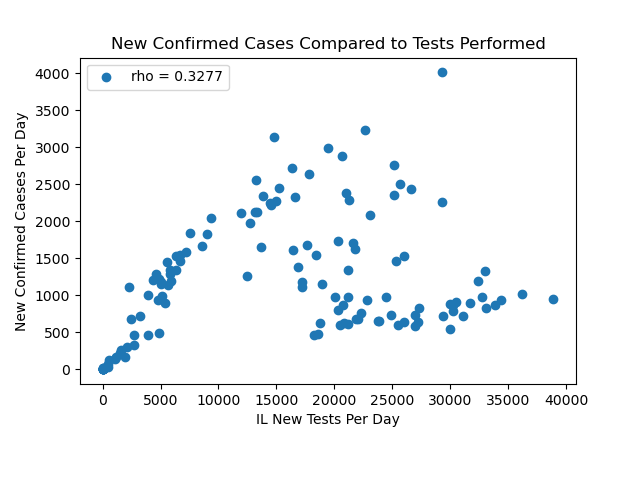 New Confirmed Cases Compared to Tests Performed
rho = 0.3277
4000
3500
3000
2500
2000
1500
1000
500
0
New Confirmed Caeses Per Day
0 5000 10000 15000 20000 25000 30000 35000 40000
IL New Tests Per Day